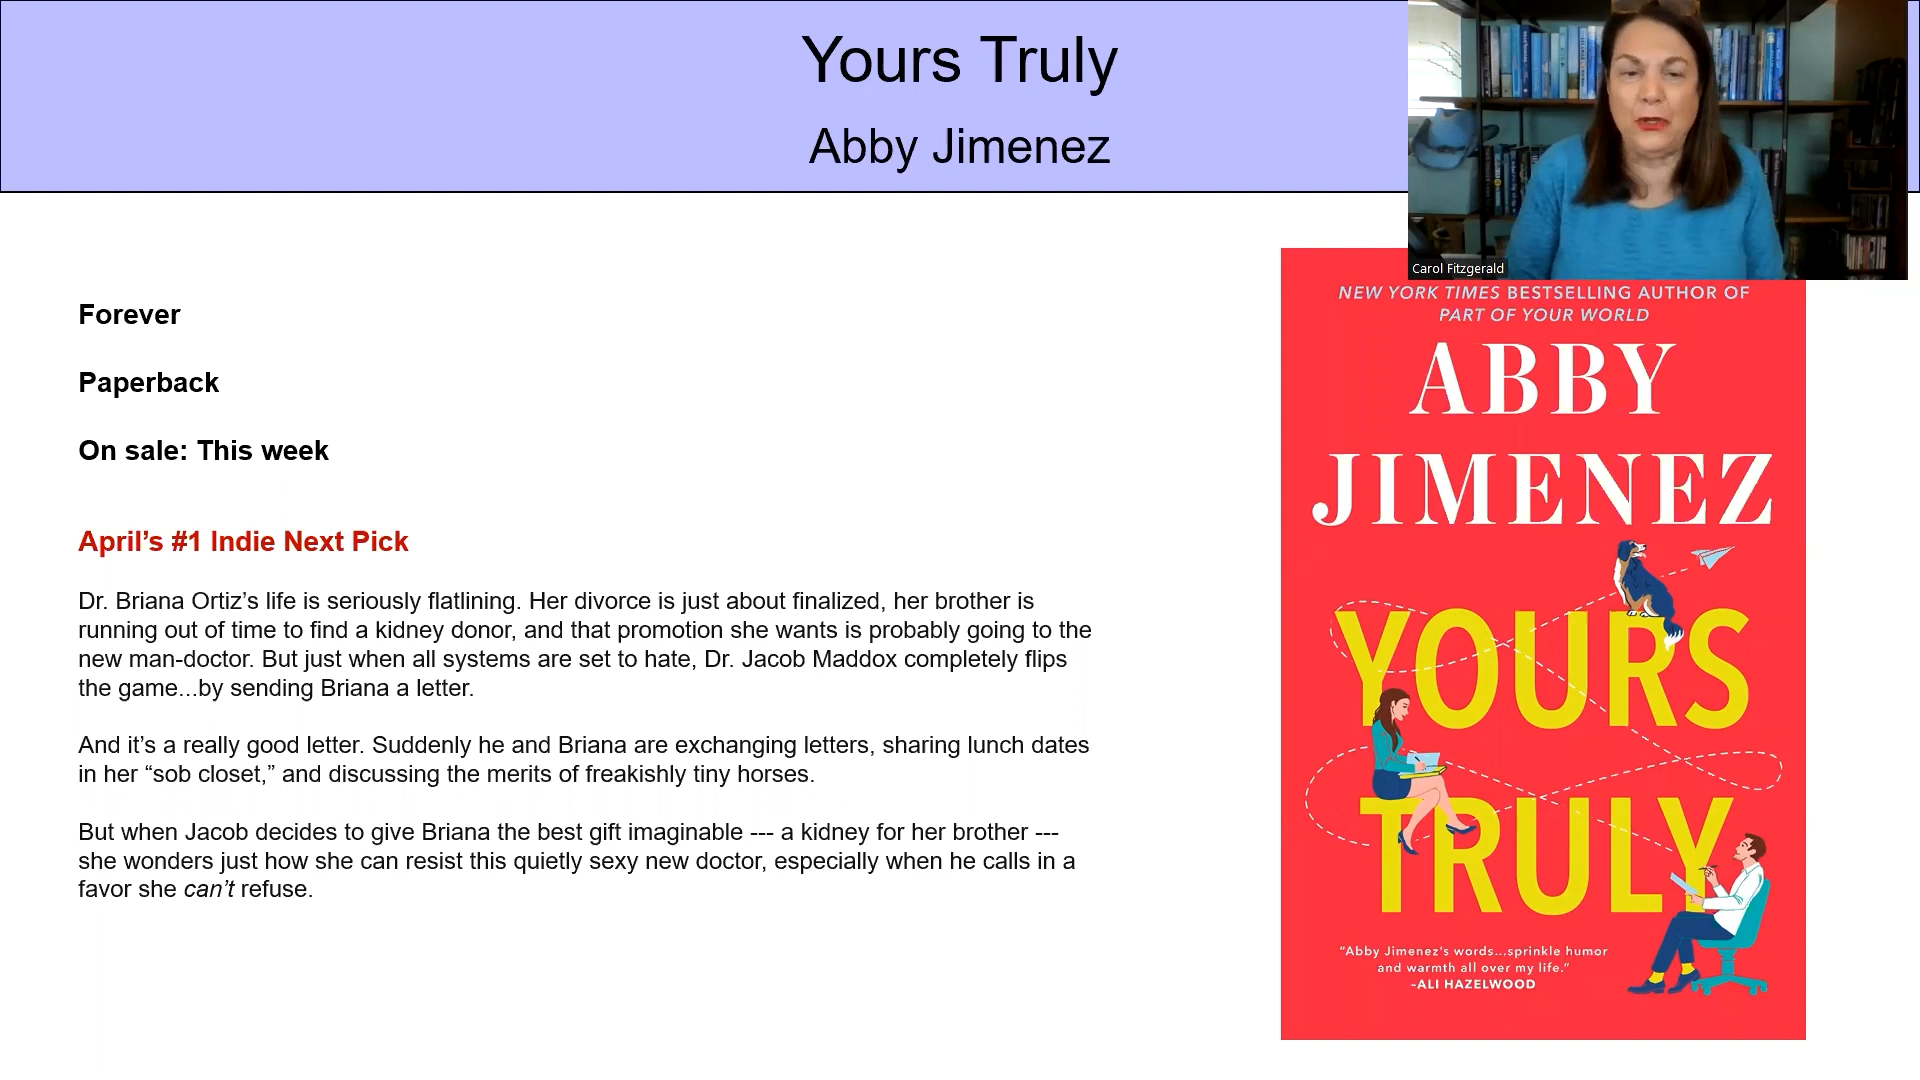 Yours Truly
Abby Jimenez
Carol Fitzgerald
Forever
Paperback
On sale: This week
April’s #1 Indie Next Pick
Dr. Briana Ortiz’s life is seriously flatlining. Her divorce is just about finalized, her brother is
running out of time to find a kidney donor, and that promotion she wants is probably going to the
new man-doctor. But just when all systems are set to hate, Dr. Jacob Maddox completely flips
the game...by sending Briana a letter.
And it’s a really good letter. Suddenly he and Briana are exchanging letters, sharing lunch dates
in her “sob closet,” and discussing the merits of freakishly tiny horses.
But when Jacob decides to give Briana the best gift imaginable --- a kidney for her brother ---
she wonders just how she can resist this quietly sexy new doctor, especially when he calls in a
favor she can’t refuse.
NEW YORK TIMES BESTSELLING AUTHOR OF
PART OF YOUR WORLD
ABBY
JIMENEZ
YOURS
TRULY
“Abby Jimenez’s words...sprinkle humor
and warmth all over my life.”
-ALI HAZELWOOD